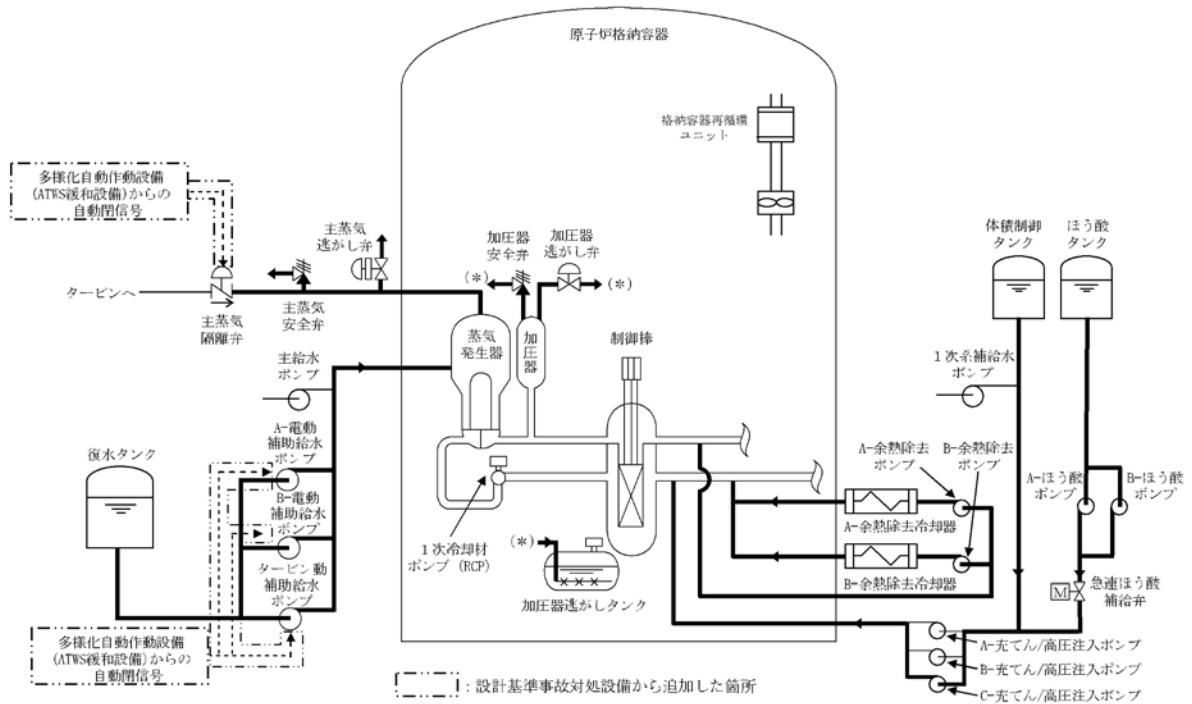 原子炉格納容器
格納容器再循環
ユニット
多様化自動作動設備
(ATWS緩和設備)からの
自動閉信号
主蒸気
逃がし弁
加圧器
安全弁
加圧器
逃がし弁
体積制御
タンク
ほう酸
タンク
(*)
(*)
タービンへ
主蒸気
隔離弁
主蒸気
安全弁
蒸気
発生器
加圧器
制御棒
主給水
ポンプ
1次系補給水
ポンプ
A-電動
補助給水
ポンプ
復水タンク
B-電動
補助給水
ポンプ
A-余熱除去
ポンプ
B-余熱除去
ポンプ
A-ほう酸
ポンプ
B-ほう酸
ポンプ
A-余熱除去冷却器
タービン動
補助給水
ポンプ
1次冷却材
ポンプ(RCP)
(*)
B-余熱除去冷却器
加圧器逃がしタンク
M
急速ほう酸
補給弁
多様化自動作動設備
(ATWS緩和設備)からの
自動閉信号
A-充てん/高圧注入ポンプ
B-充てん/高圧注入ポンプ
C-充てん/高圧注入ポンプ
:設計基準事故対処設備から追加した箇所